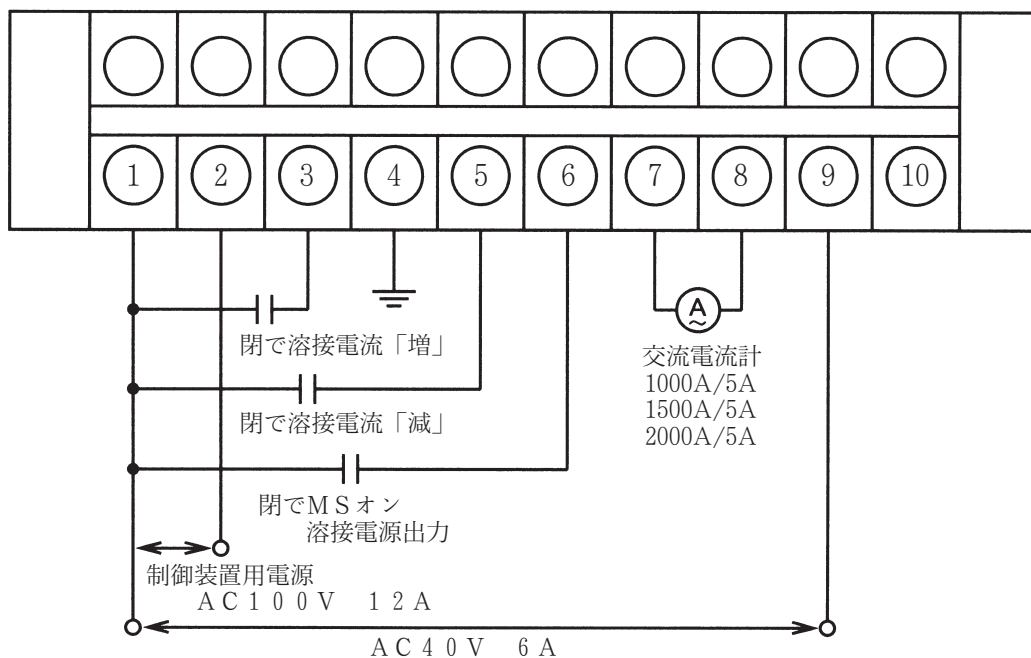 1 2 3 4 5 6 7 8 9 10
A
~
閉で溶接電流「増」
交流電流計
1000A/5A
1500A/5A
2000A/5A
閉で溶接電流「減」
閉でMSオン
溶接電源出力
制御装置用電源
AC100V 12A
AC40V 6A